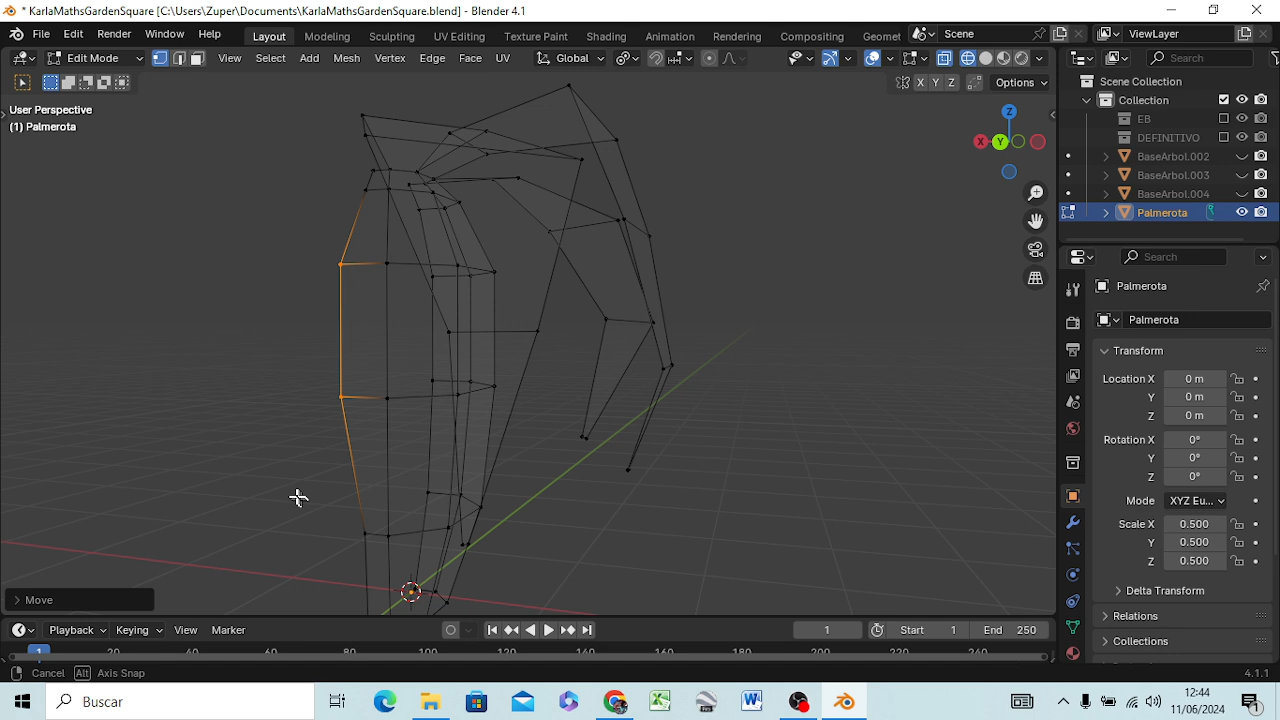 * KarlaMathsGardenSquare [C:\Users\Zuper\Documents\KarlaMathsGardenSquare.blend] - Blender 4.1
File Edit Render Window Help Layout Modeling Sculpting UV Editing Texture Paint Shading Animation Rendering Compositing Geomet Scene ViewLayer
Edit Mode View Select Add Mesh Vertex Edge Face UV Global Search
X Y Z Options
User Perspective
(1) Palmerota
Z
X Y
Scene Collection
Collection
EB
DEFINITIVO
BaseArbol.002
BaseArbol.003
BaseArbol.004
Palmerota
Search
Palmerota
Palmerota
Transform
Location X 0 m
Y 0 m
Z 0 m
Rotation X 0°
Y 0°
Z 0°
Mode XYZ Eu...
Scale X 0.500
Y 0.500
Z 0.500
Delta Transform
Relations
Collections
> Move
Playback Keying View Marker 1 Start 1 End 250
1 20 40 60 80 100 120 140 160 180 200 220 240
Cancel Alt Axis Snap 4.1.1
Buscar 12:44
11/06/2024 1